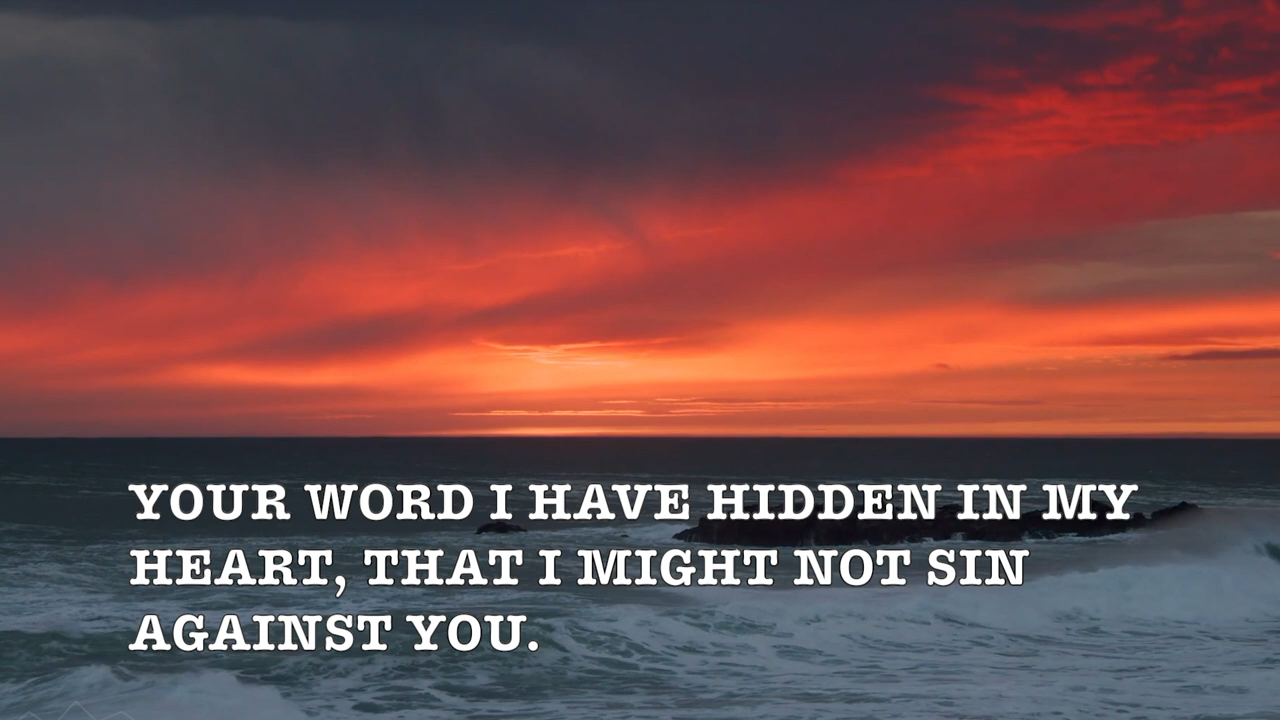 YOUR WORD I HAVE HIDDEN IN MY
HEART, THAT I MIGHT NOT SIN
AGAINST YOU.